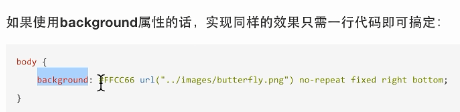 如果使用background属性的话，实现同样的效果只需一行代码即可搞定：
body {
background: #FFCC66 url("../images/butterfly.png") no-repeat fixed right bottom;
}